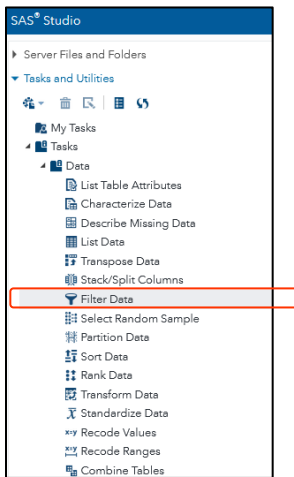 SAS® Studio
Server Files and Folders
Tasks and Utilities
My Tasks
Tasks
Data
List Table Attributes
Characterize Data
Describe Missing Data
List Data
Transpose Data
Stack/Split Columns
Filter Data
Select Random Sample
Partition Data
Sort Data
Rank Data
Transform Data
Standardize Data
Recode Values
Recode Ranges
Combine Tables